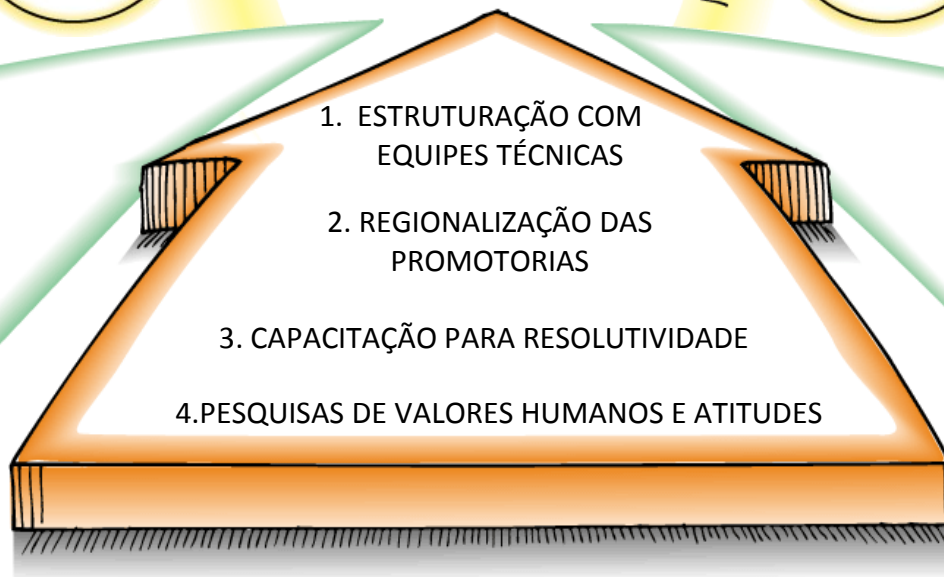 1. ESTRUTURAÇÃO COM
EQUIPES TÉCNICAS
2. REGIONALIZAÇÃO DAS
PROMOTORIAS
3. CAPACITAÇÃO PARA RESOLUTIVIDADE
4.PESQUISAS DE VALORES HUMANOS E ATITUDES